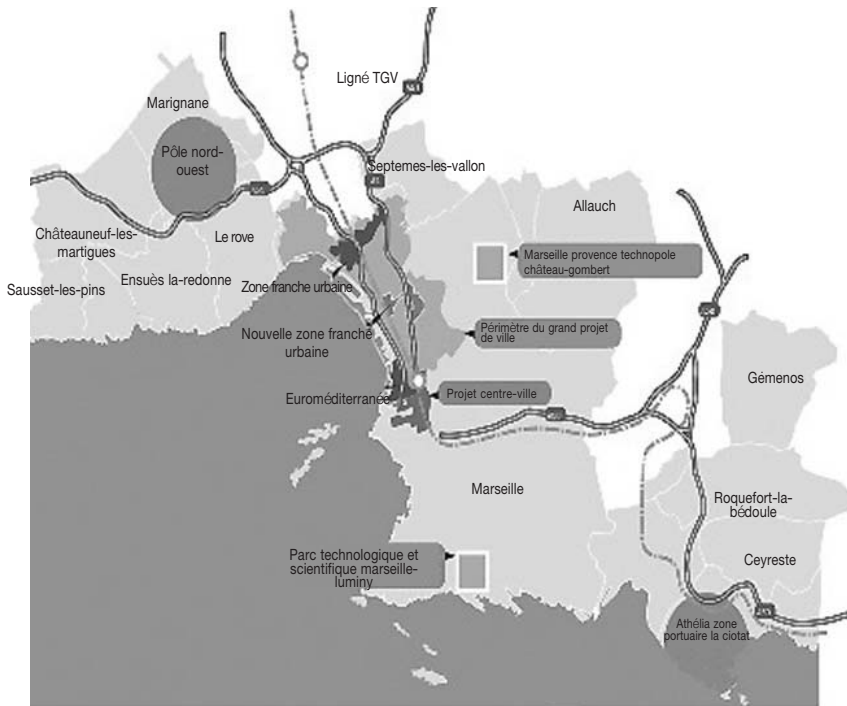 Ligné TGV
Marignane
Pôle nord-
ouest
Septemes-les-vallon
Allauch
Châteauneuf-les-
martigues
Le rove
Marseille provence technopole
château-gombert
Ensuès la-redonne
Sausset-les-pins
Zone franche urbaine
Nouvelle zone franche
urbaine
Périmètre du grand projet
de ville
Gémenos
Euroméditerranée
Projet centre-ville
Marseille
Roquefort-la-
bédoule
Parc technologique et
scientifique marseille-
luminy
Ceyreste
Athélia zone
portuaire la ciotat